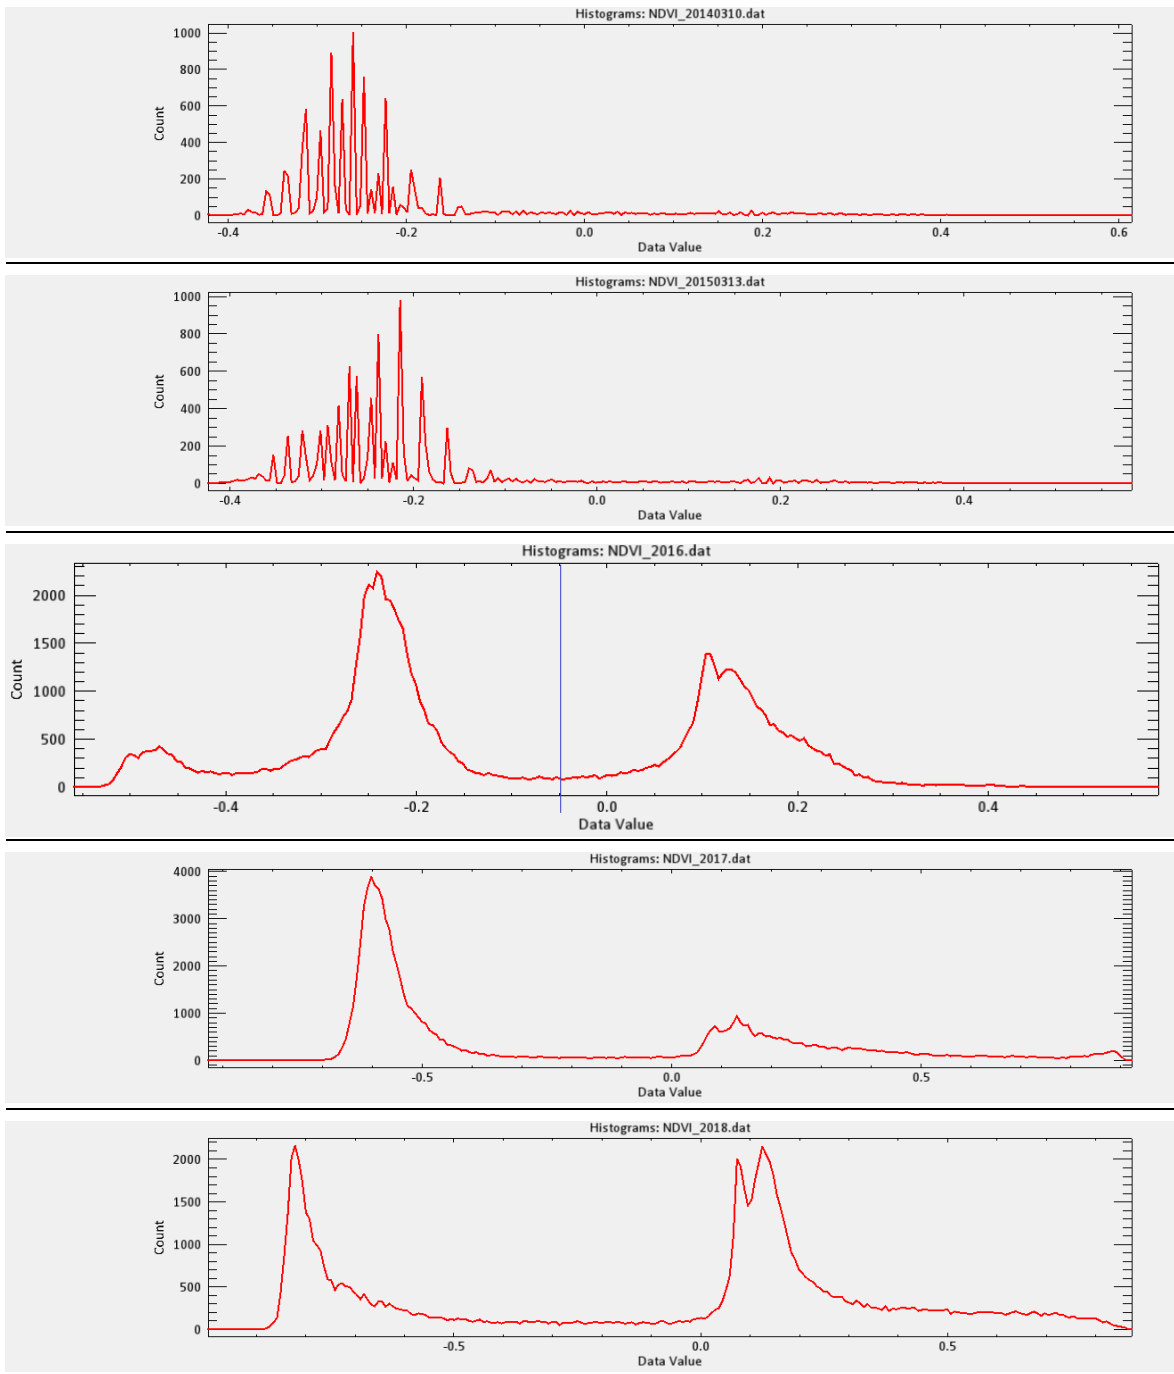 Histograms: NDVI_20140310.dat
1000
800
600
400
200
0
Count
-0.4 -0.2 0.0 0.2 0.4 0.6
Data Value
Histograms: NDVI_20150313.dat
1000
800
600
400
200
0
Count
-0.4 -0.2 0.0 0.2 0.4
Data Value
Histograms: NDVI_2016.dat
2000
1500
1000
500
0
Count
-0.4 -0.2 0.0 0.2 0.4
Data Value
Histograms: NDVI_2017.dat
4000
3000
2000
1000
0
Count
-0.5 0.0 0.5
Data Value
Histograms: NDVI_2018.dat
2000
1500
1000
500
0
Count
-0.5 0.0 0.5
Data Value